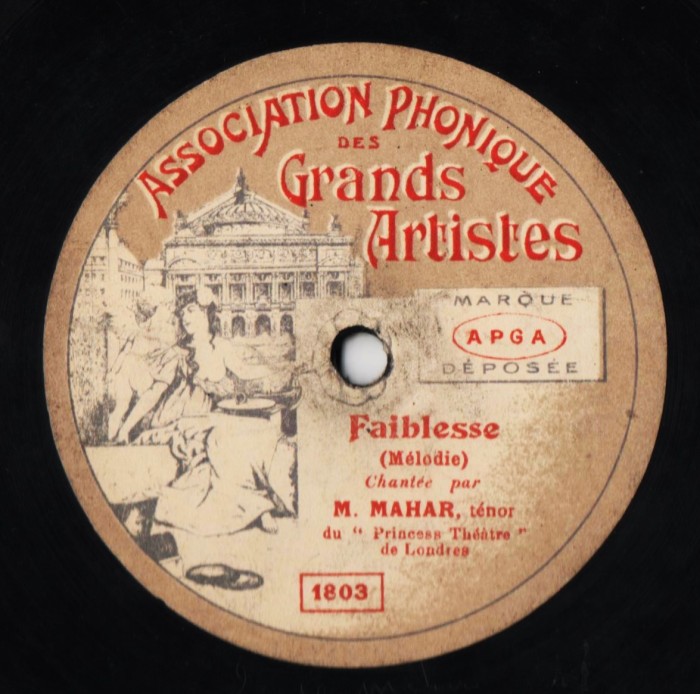 ASSOCIATION PHONIQUE
DES
Grands
Artistes
MARQUE
APGA
DÉPOSÉE
Faiblesse
(Mélodie)
Chantée par
M. MAHAR, ténor
du “ Princess Théâtre ”
de Londres
1803